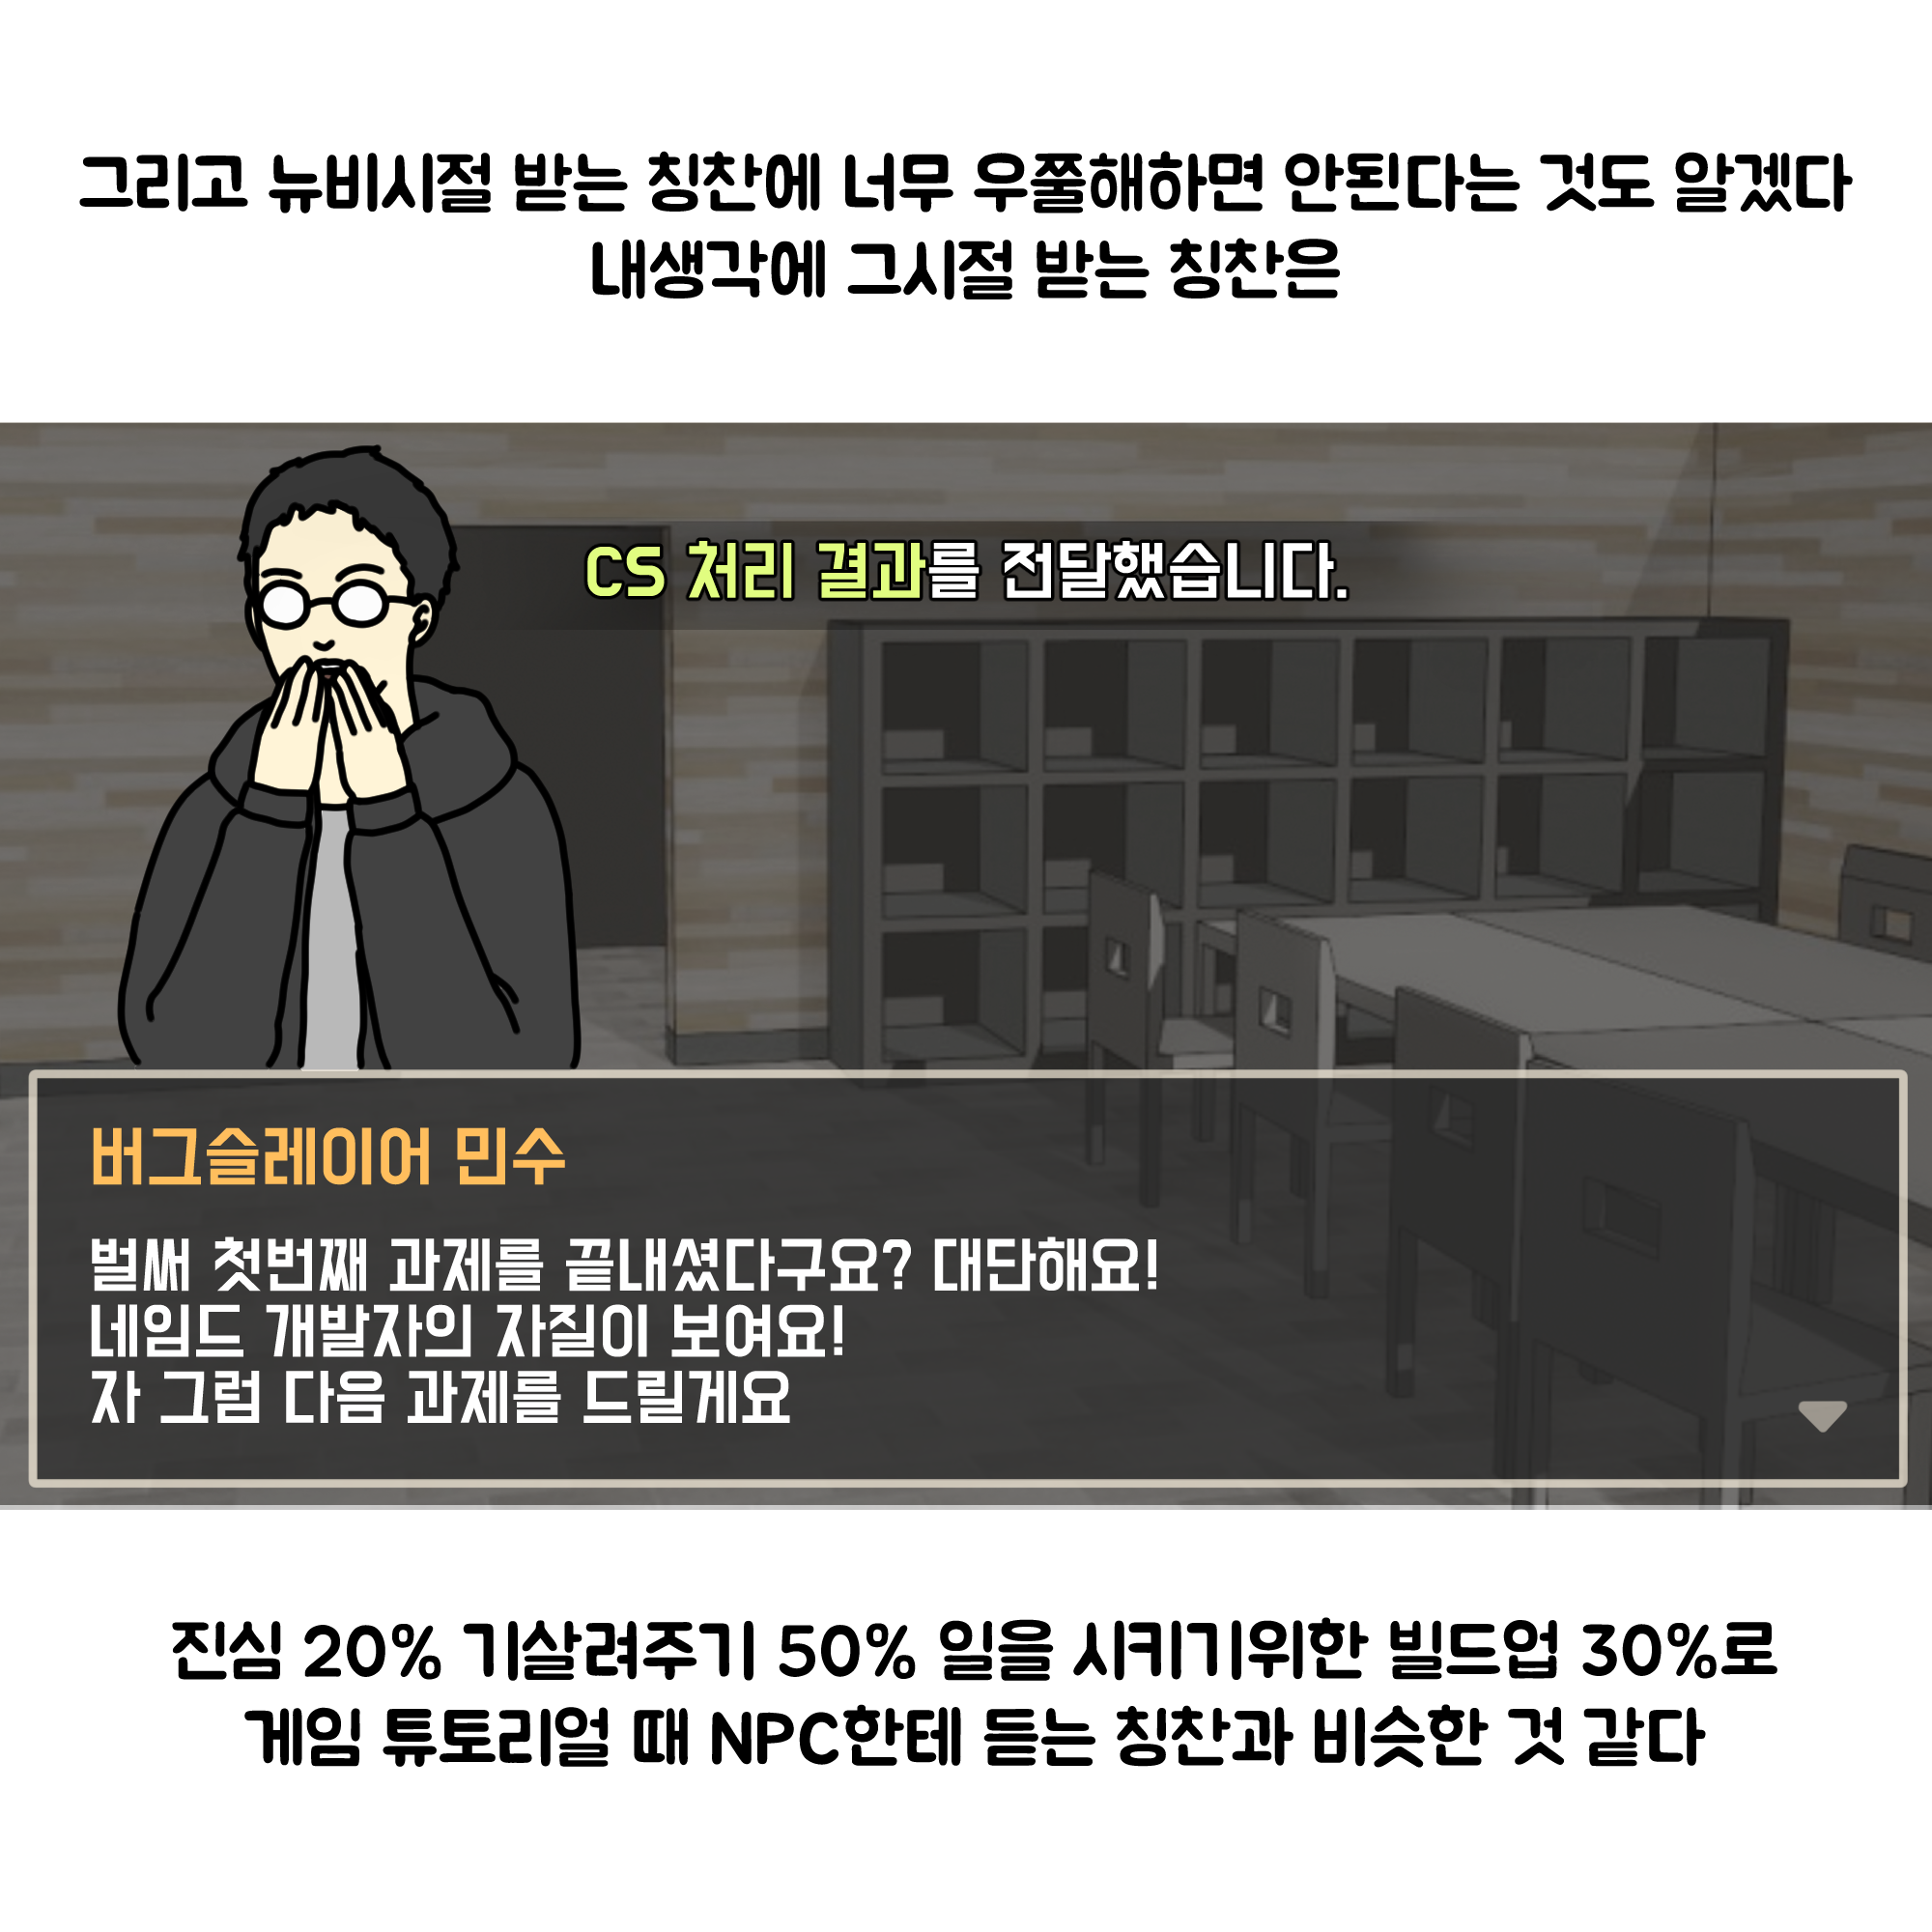 그리고 뉴비시절 받는 칭찬에 너무 우쭐해하면 안된다는 것도 알겠다
내생각에 그시절 받는 칭찬은
CS 처리 결과를 전달했습니다.
버그슬레이어 민수
벌써 첫번째 과제를 끝내셨다구요? 대단해요!
네임드 개발자의 자질이 보여요!
자 그럼 다음 과제를 드릴게요
진심 20% 기살려주기 50% 일을 시키기위한 빌드업 30%로
게임 튜토리얼 때 NPC한테 듣는 칭찬과 비슷한 것 같다